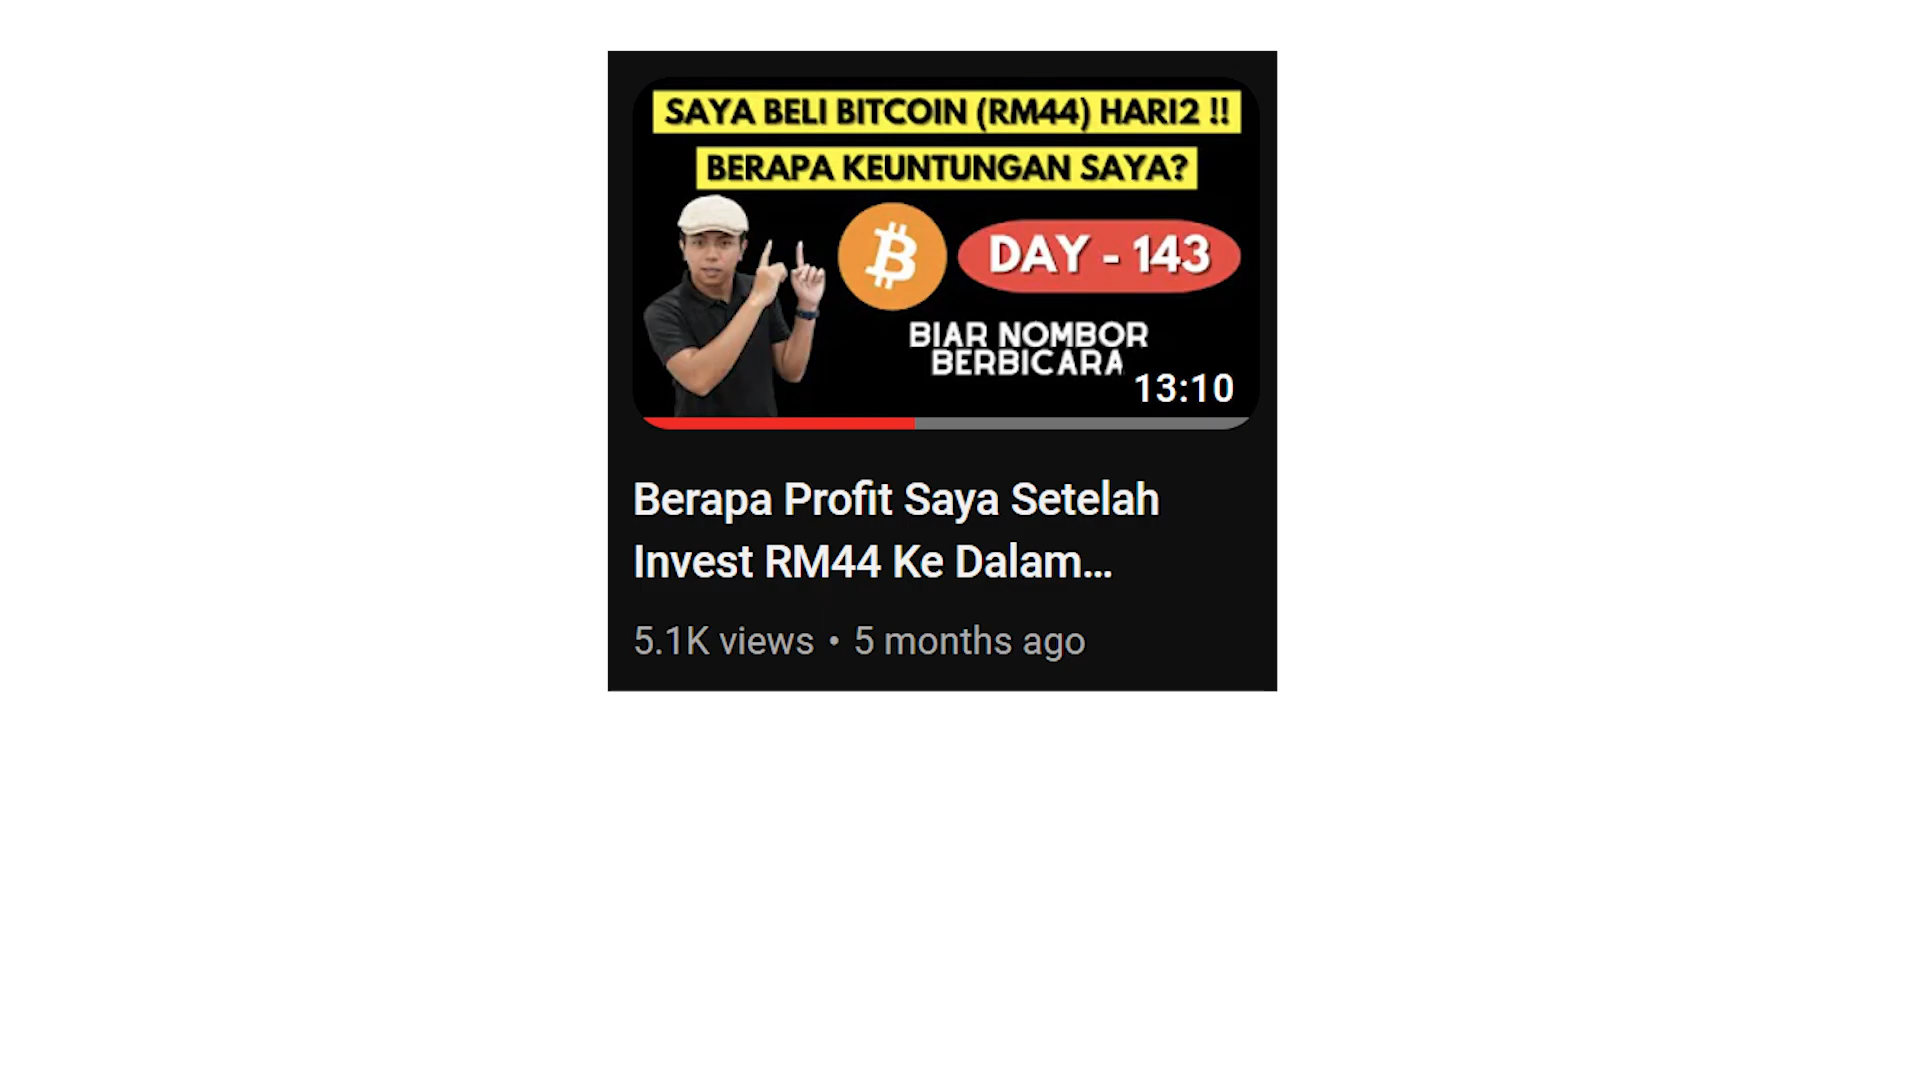 SAYA BELI BITCOIN (RM44) HARI2 !!
BERAPA KEUNTUNGAN SAYA?
DAY - 143
BIAR NOMBOR
BERBICARA
13:10
Berapa Profit Saya Setelah
Invest RM44 Ke Dalam...
5.1K views • 5 months ago